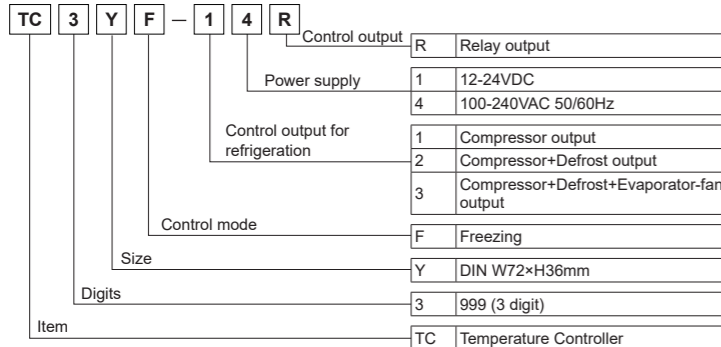 TC 3 Y F – 1 4 R
Control output
R Relay output
Power supply
1 12-24VDC
4 100-240VAC 50/60Hz
Control output for
refrigeration
1 Compressor output
2 Compressor+Defrost output
3 Compressor+Defrost+Evaporator-fan
output
Control mode
F Freezing
Size
Y DIN W72×H36mm
Digits
3 999 (3 digit)
Item
TC Temperature Controller